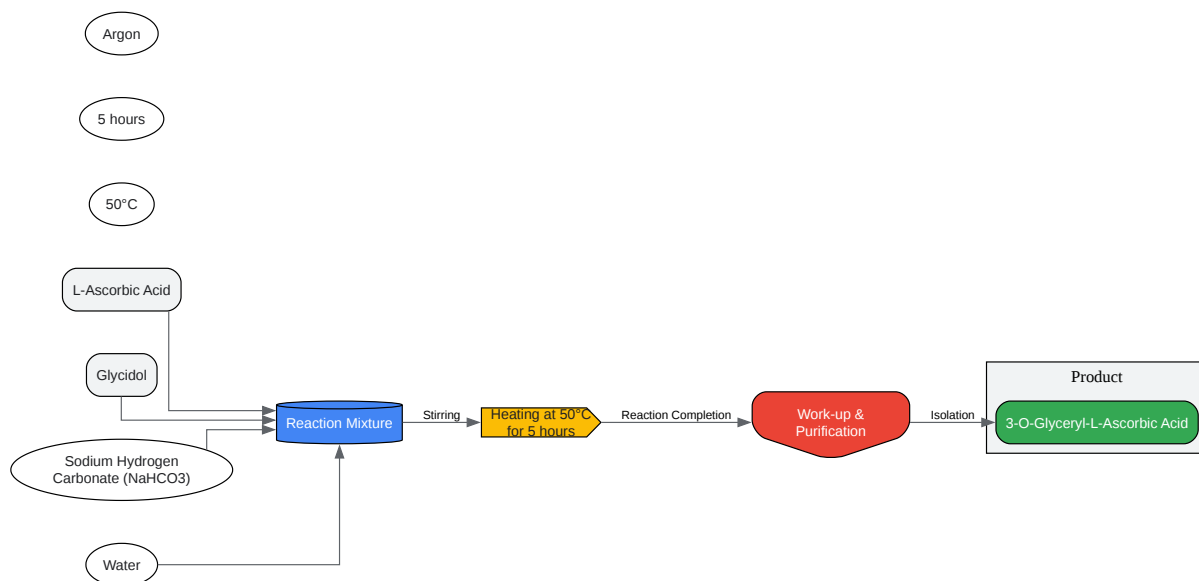 Argon
5 hours
50°C
L-Ascorbic Acid
Glycidol
Sodium Hydrogen
Carbonate (NaHCO3)
Water
Reaction Mixture
Stirring
Heating at 50°C
for 5 hours
Reaction Completion
Work-up &
Purification
Isolation
Product
3-O-Glyceryl-L-Ascorbic Acid